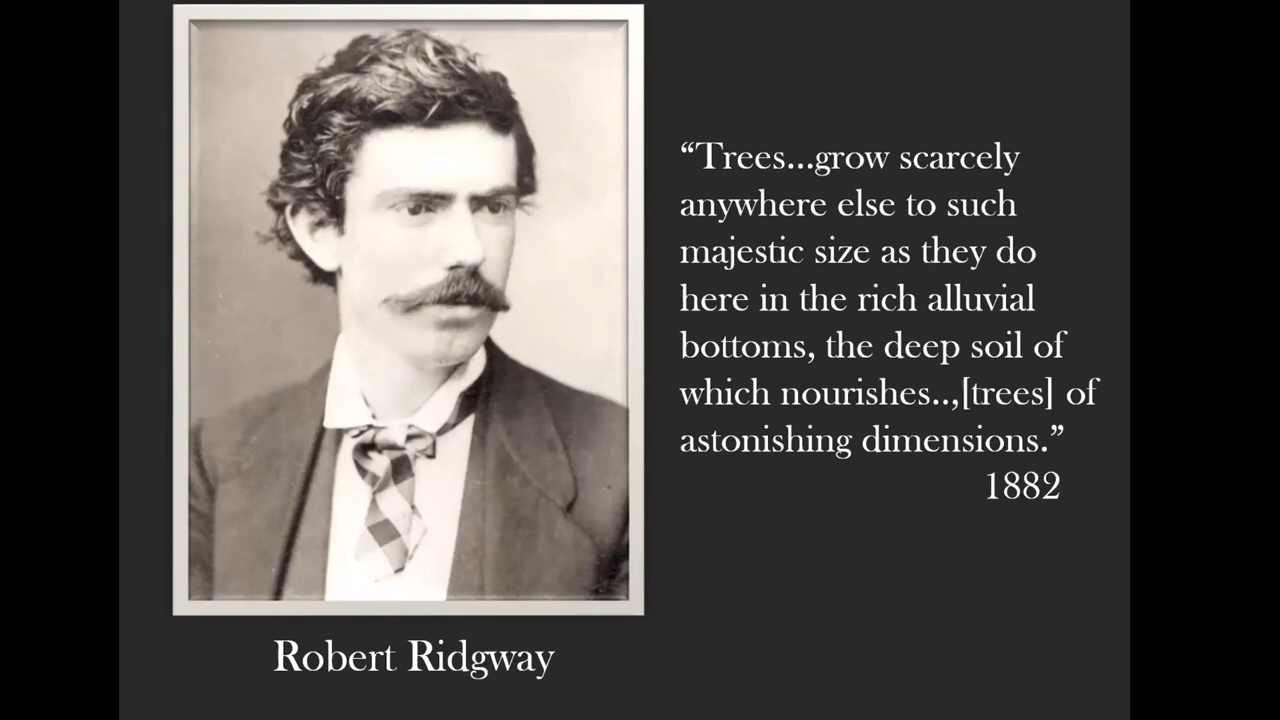 “Trees...grow scarcely
anywhere else to such
majestic size as they do
here in the rich alluvial
bottoms, the deep soil of
which nourishes..,[trees] of
astonishing dimensions.”
1882
Robert Ridgway